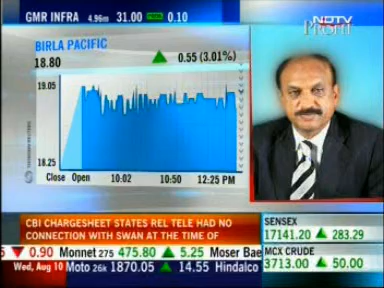 GMR INFRA 4.96m 31.00 0.10
NDTV
PROFIT
BIRLA PACIFIC
18.80 0.55 (3.01%)
19.05
18.25
Close Open 10:02 10:50 12:25 PM
CBI CHARGESHEET STATES REL TELE HAD NO
CONNECTION WITH SWAN AT THE TIME OF
SENSEX
17141.20 283.29
5 0.90 Monnet 275 475.80 5.25 Moser Bae
MCX CRUDE
Wed, Aug 10 Moto 26k 1870.05 14.55 Hindalco
3713.00 50.00